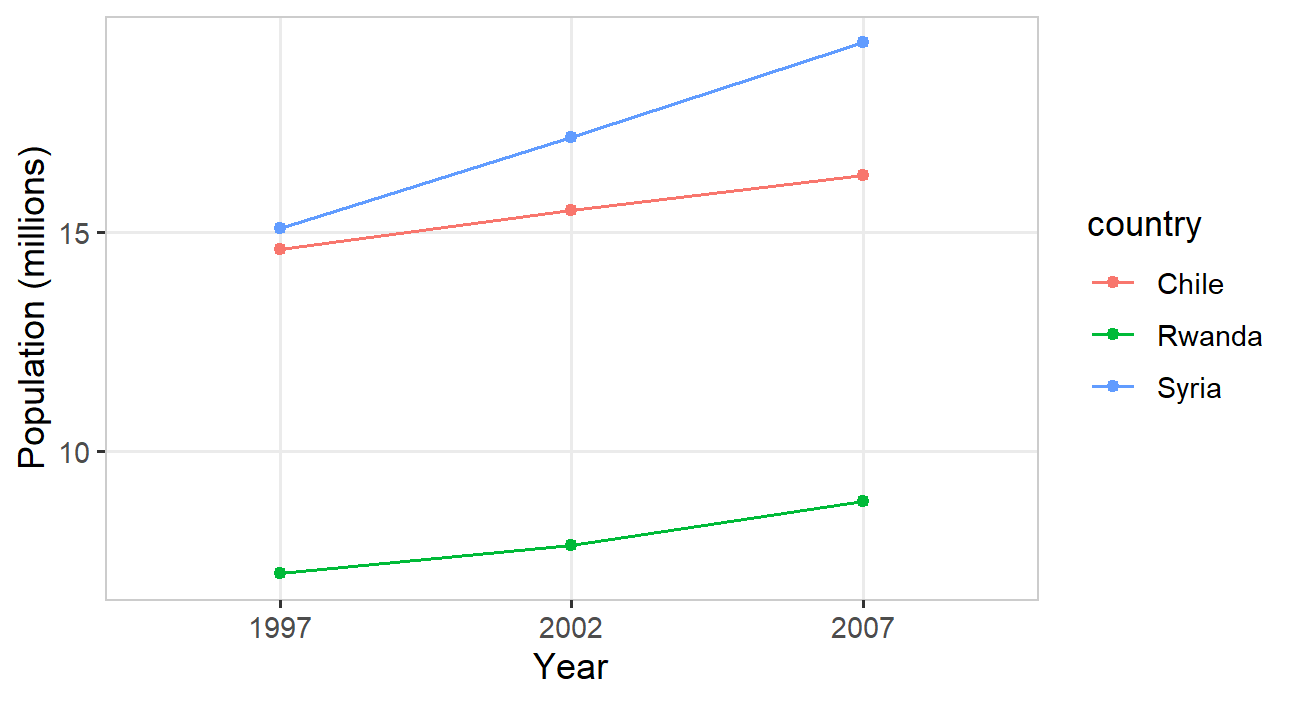 Population (millions)
15
10
1997 2002 2007
Year
country
Chile
Rwanda
Syria